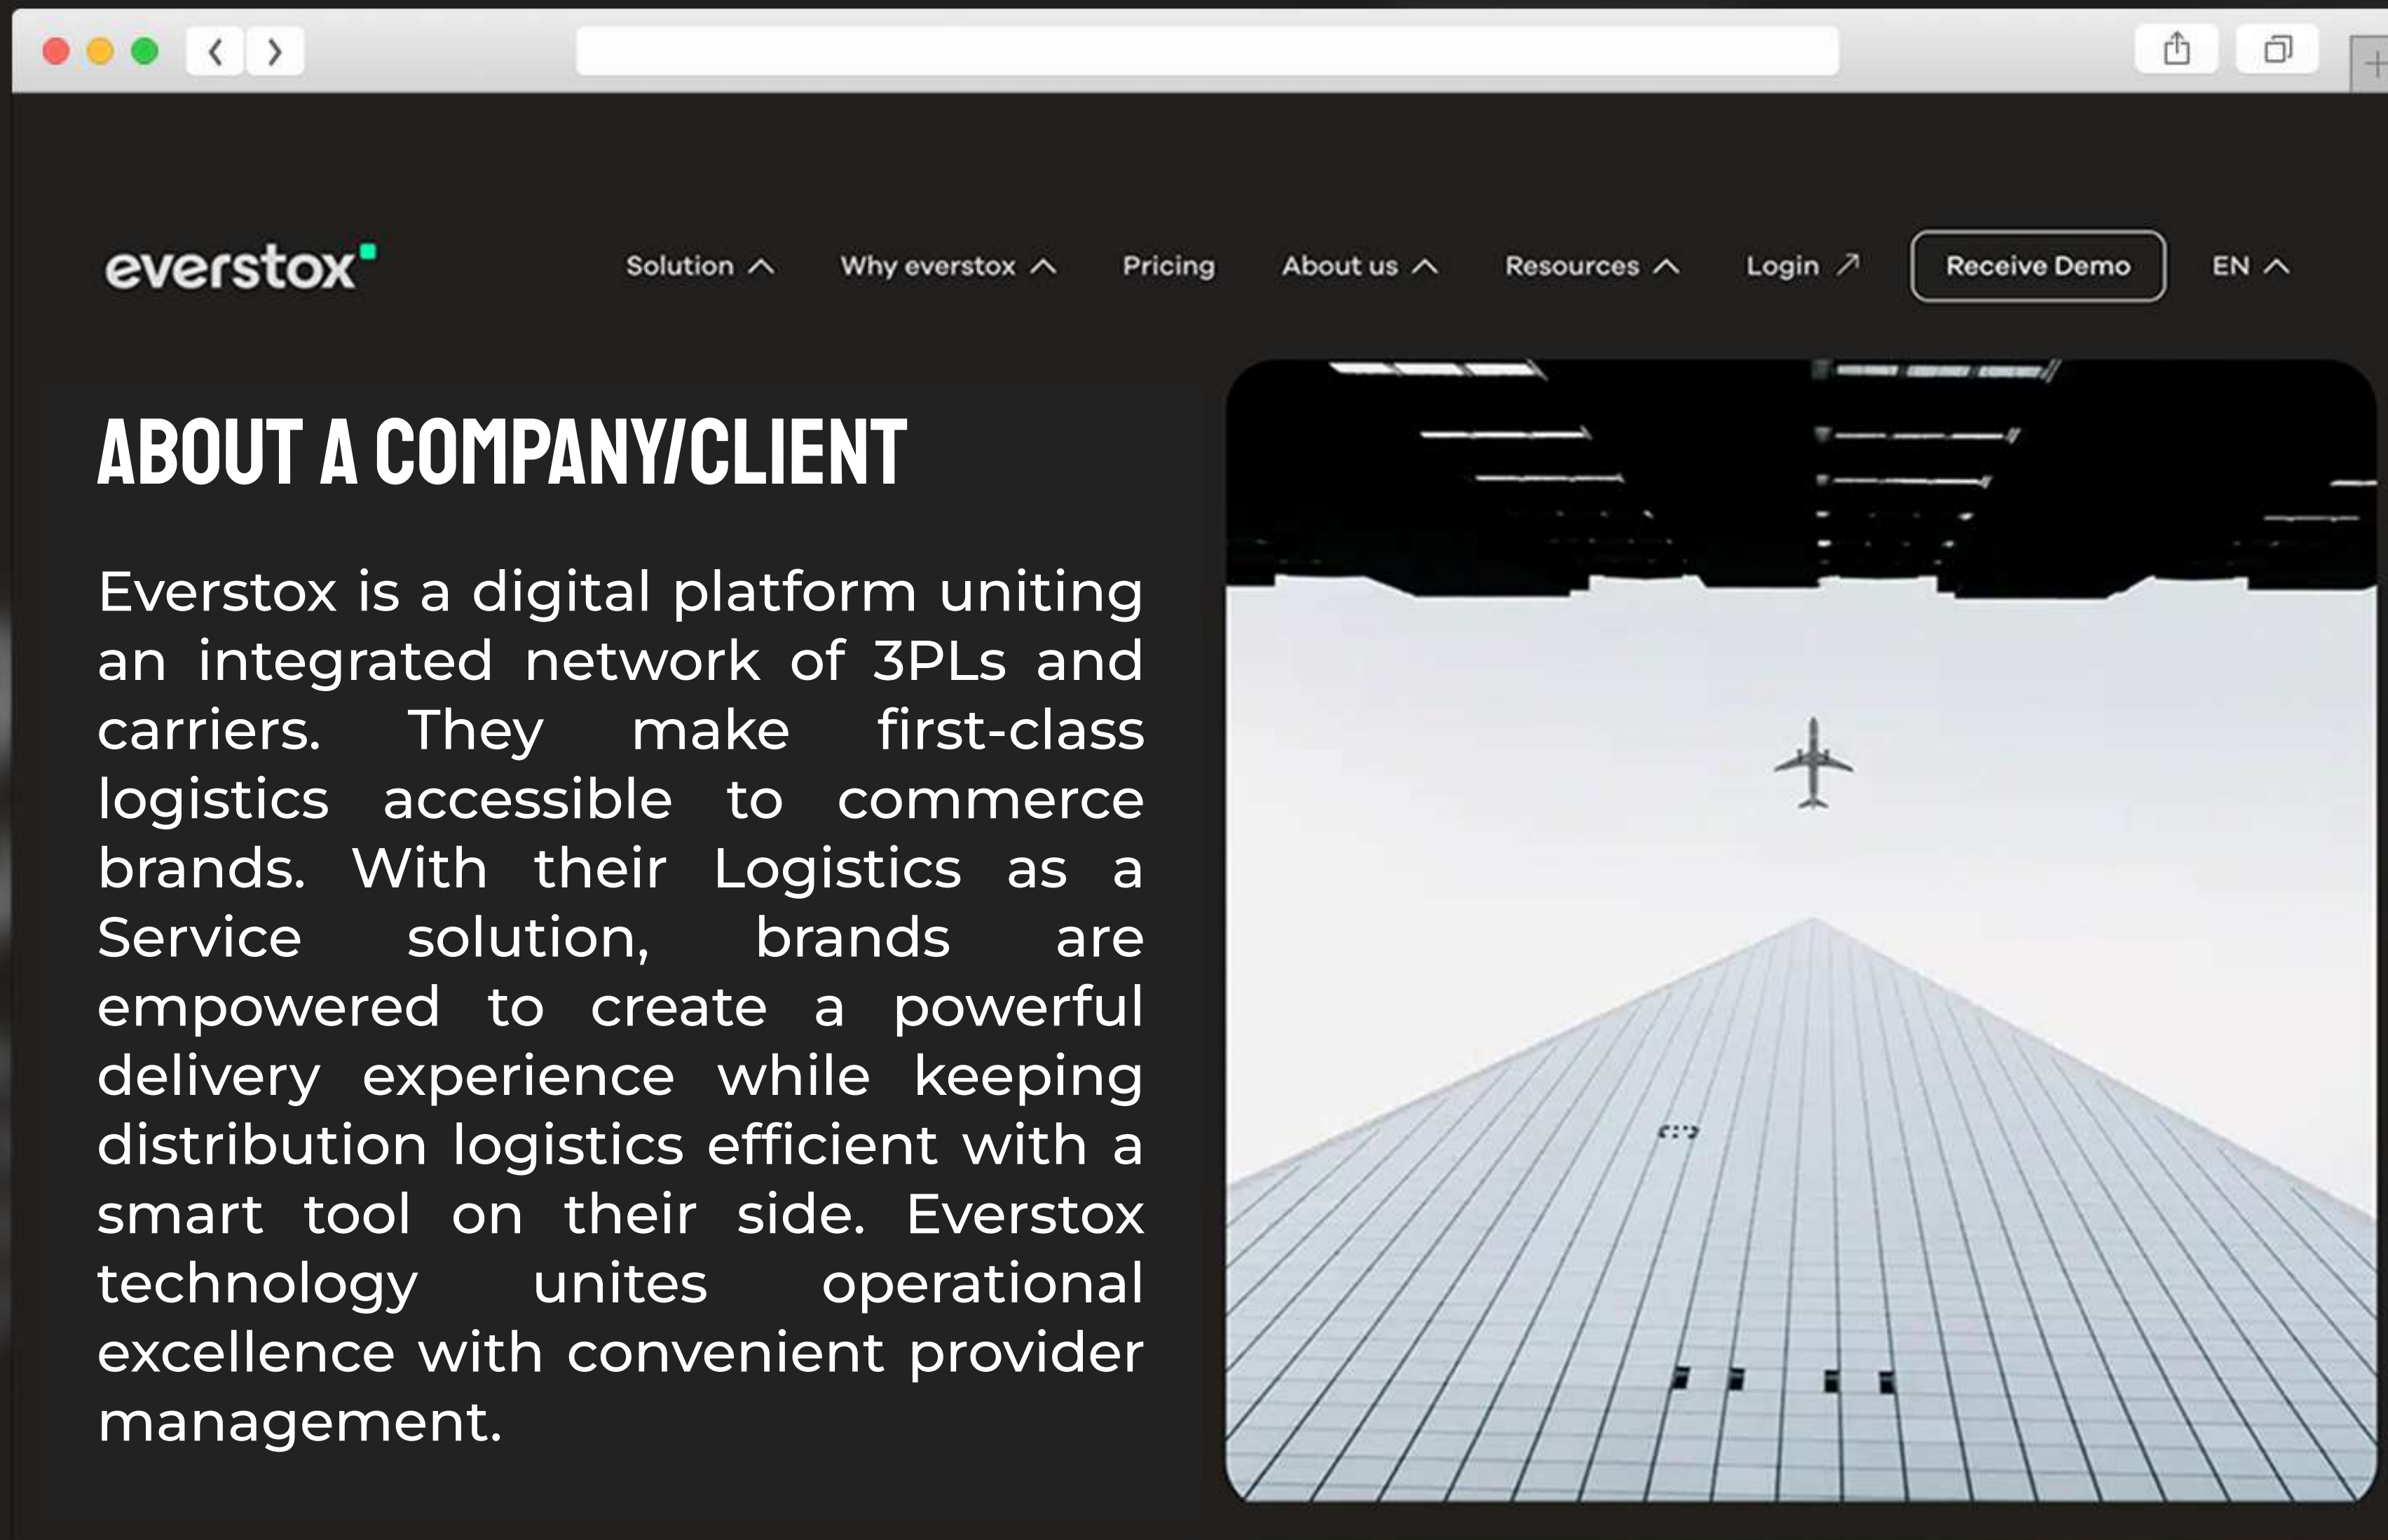 everstox
Solution
Why everstox
Pricing
About us
Resources
Login
Receive Demo
EN
ABOUT A COMPANY/CLIENT
Everstox is a digital platform uniting
an integrated network of 3PLs and
carriers. They make first-class
logistics accessible to commerce
brands. With their Logistics as a
Service solution, brands are
empowered to create a powerful
delivery experience while keeping
distribution logistics efficient with a
smart tool on their side. Everstox
technology unites operational
excellence with convenient provider
management.